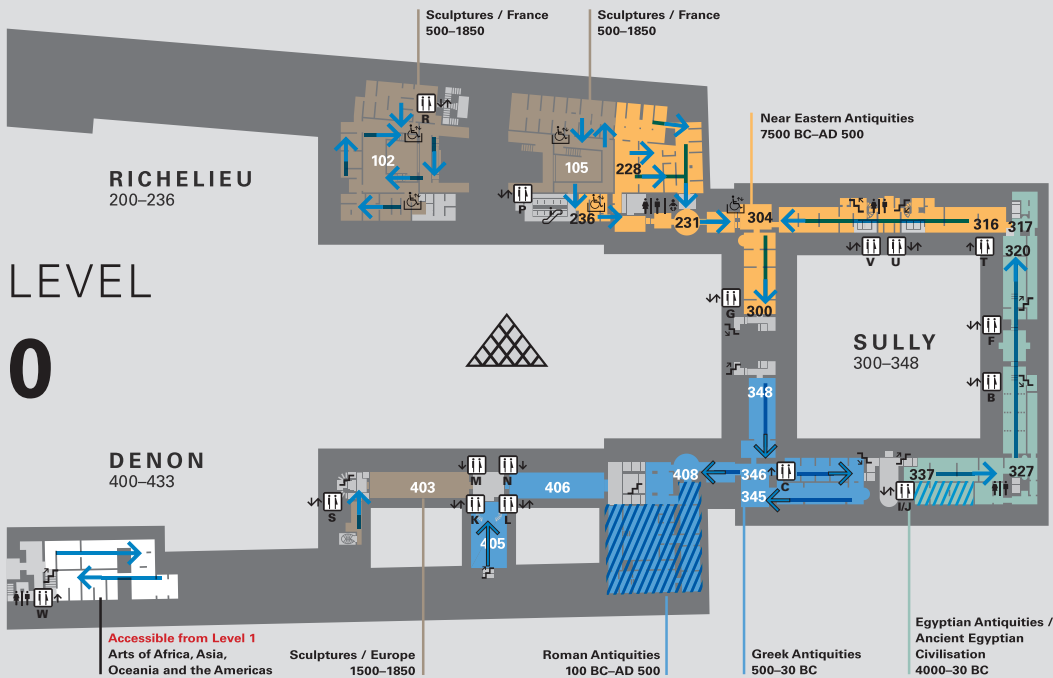 Sculptures / France
500–1850
Sculptures / France
500–1850
Near Eastern Antiquities
7500 BC–AD 500
R
102
105
228
RICHELIEU
200–236
P
236
231
304
316
317
V
U
T
320
LEVEL
0
G
300
F
SULLY
300–348
B
348
DENON
400–433
M
N
403
406
408
346
C
337
327
345
S
K
L
I/J
405
W
Accessible from Level 1
Arts of Africa, Asia,
Oceania and the Americas
Sculptures / Europe
1500–1850
Roman Antiquities
100 BC–AD 500
Greek Antiquities
500–30 BC
Egyptian Antiquities /
Ancient Egyptian
Civilisation
4000–30 BC